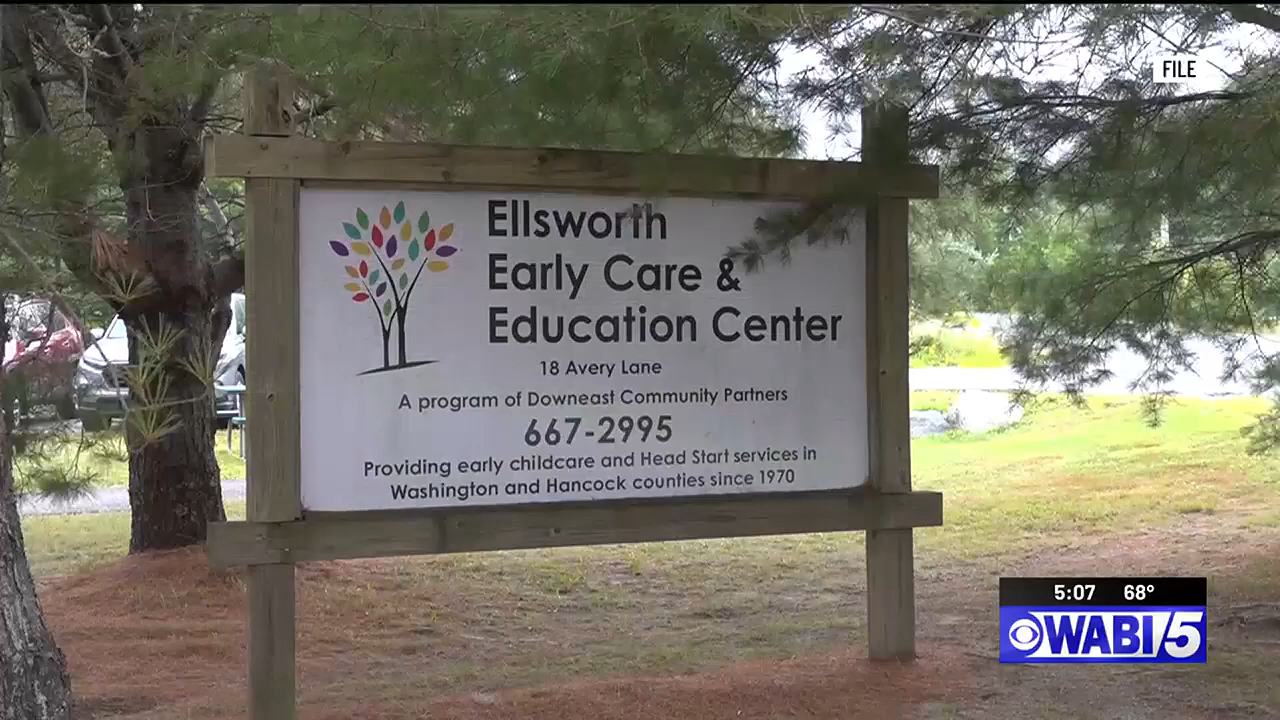 FILE
Ellsworth
Early Care &
Education Center
18 Avery Lane
A program of Downeast Community Partners
667-2995
Providing early childcare and Head Start services in
Washington and Hancock counties since 1970
5:07 68°
WABI 5